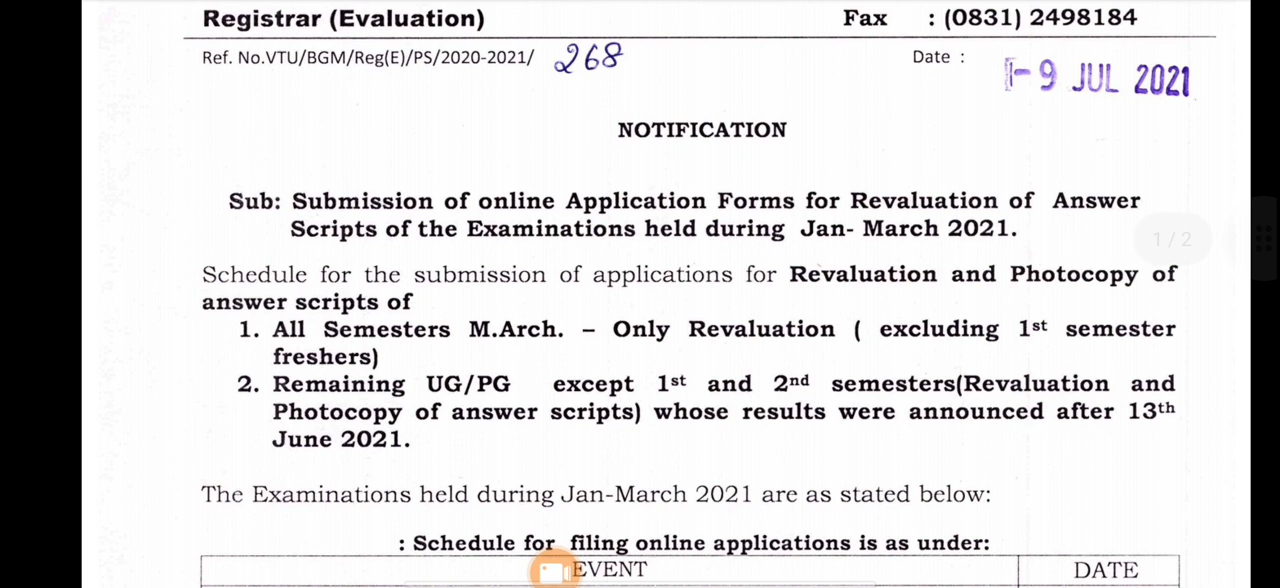 Registrar (Evaluation) Fax : (0831) 2498184
Ref. No.VTU/BGM/Reg(E)/PS/2020-2021/ 268 Date : - 9 JUL 2021
NOTIFICATION
Sub: Submission of online Application Forms for Revaluation of Answer
Scripts of the Examinations held during Jan- March 2021.
1 / 2
Schedule for the submission of applications for Revaluation and Photocopy of
answer scripts of
1. All Semesters M.Arch. – Only Revaluation ( excluding 1st semester
freshers)
2. Remaining UG/PG except 1st and 2nd semesters(Revaluation and
Photocopy of answer scripts) whose results were announced after 13th
June 2021.
The Examinations held during Jan-March 2021 are as stated below:
: Schedule for filing online applications is as under:
EVENT DATE